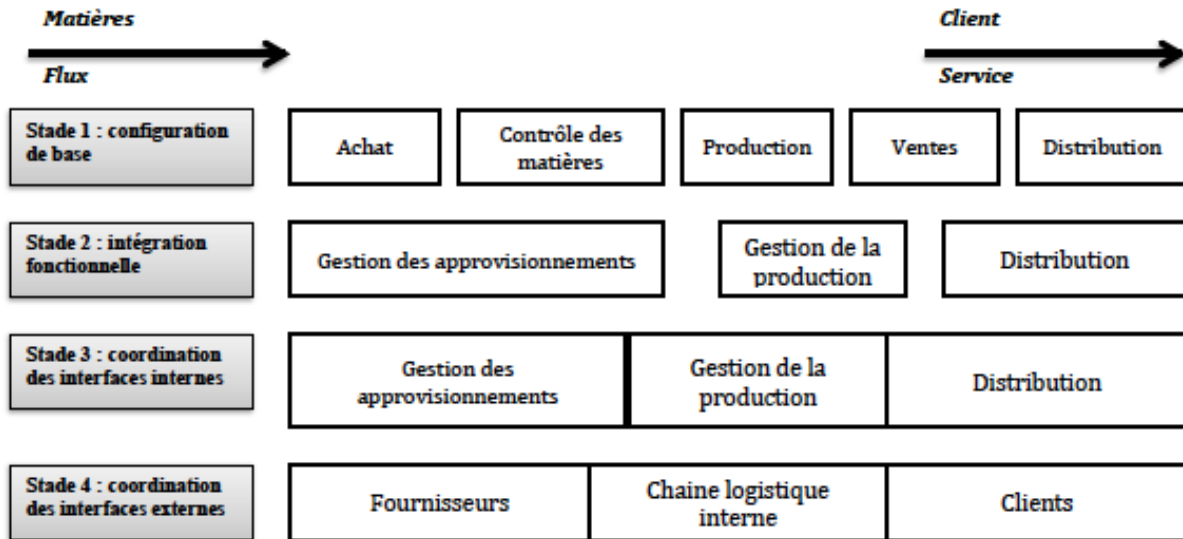 Matières
Client
Flux
Service
Stade 1 : configuration
de base
Achat
Contrôle des
matières
Production
Ventes
Distribution
Stade 2 : intégration
fonctionnelle
Gestion des approvisionnements
Gestion de la
production
Distribution
Stade 3 : coordination
des interfaces internes
Gestion des
approvisionnements
Gestion de la
production
Distribution
Stade 4 : coordination
des interfaces externes
Fournisseurs
Chaine logistique
interne
Clients